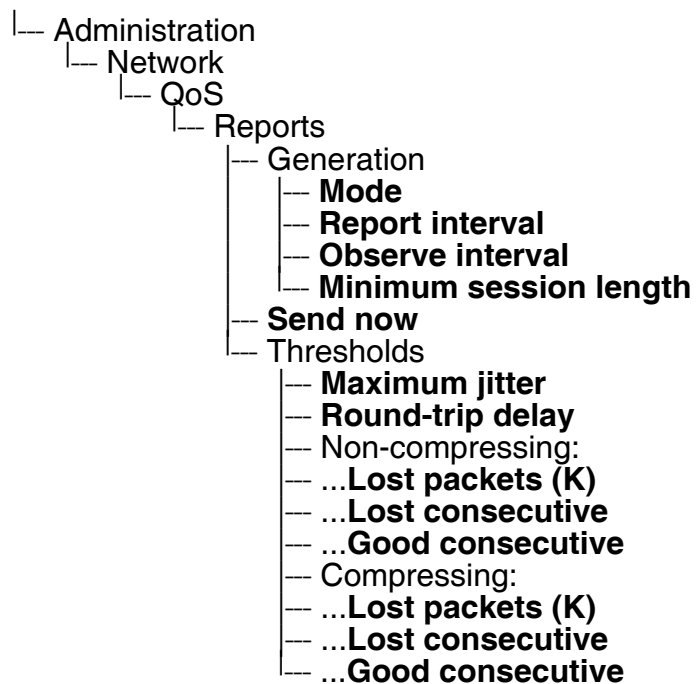 Administration
Network
QoS
Reports
Generation
Mode
Report interval
Observe interval
Minimum session length
Send now
Thresholds
Maximum jitter
Round-trip delay
Non-compressing:
...Lost packets (K)
...Lost consecutive
...Good consecutive
Compressing:
...Lost packets (K)
...Lost consecutive
...Good consecutive